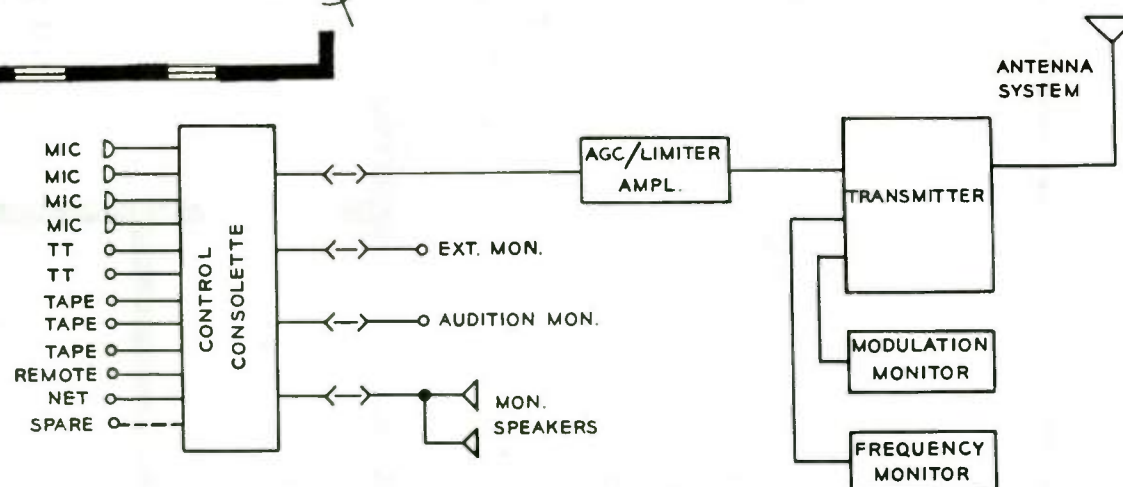 MIC
MIC
MIC
MIC
TT
TT
TAPE
TAPE
TAPE
REMOTE
NET
SPARE
CONTROL
CONSOLETTE
EXT. MON.
AUDITION MON.
MON.
SPEAKERS
AGC/LIMITER
AMPL.
TRANSMITTER
ANTENNA
SYSTEM
MODULATION
MONITOR
FREQUENCY
MONITOR